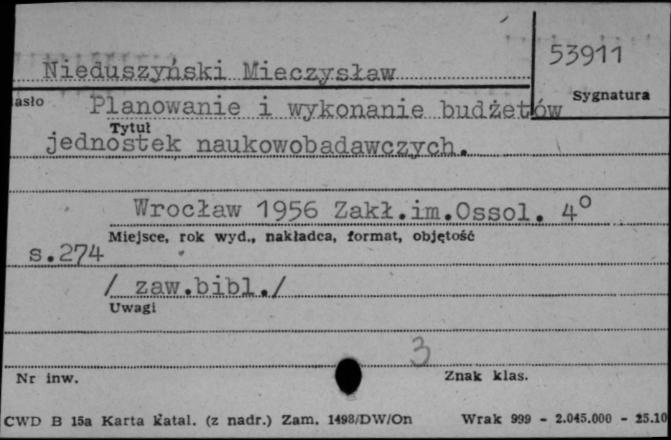 53911
Nieduszyński Mieczysław
Sygnatura
asło Planowanie i wykonanie budżetów
Tytuł
jednostek naukowobadawczych.
Wrocław 1956 Zakł.im.Ossol. 4°
Miejsce, rok wyd., nakładca, format, objętość
s.274
/ zaw.bibl./
Uwagi
3
Nr inw. Znak klas.
CWD B 15a Karta katal. (z nadr.) Zam. 1498/DW/On Wrak 999 - 2.045.000 - 25.10